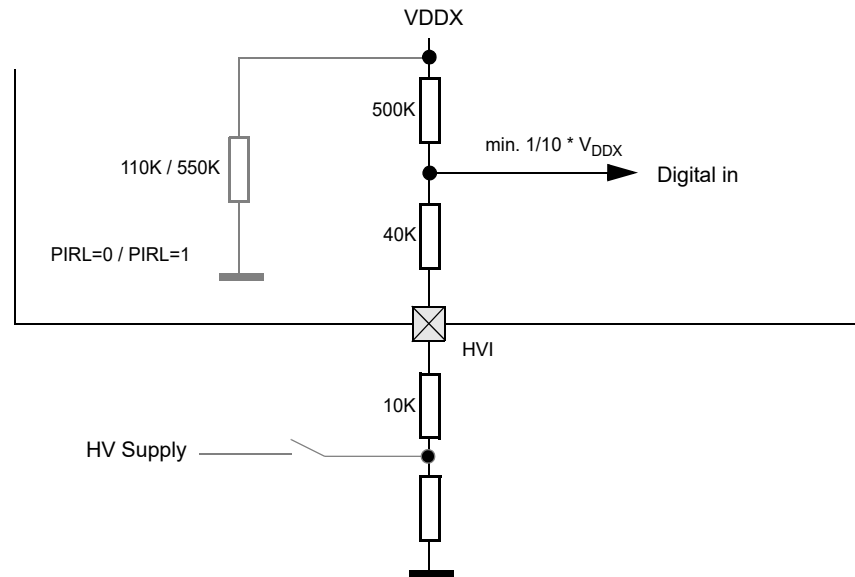 VDDX
500K
min. 1/10 * VDDX
110K / 550K
Digital in
40K
PIRL=0 / PIRL=1
HVI
10K
HV Supply